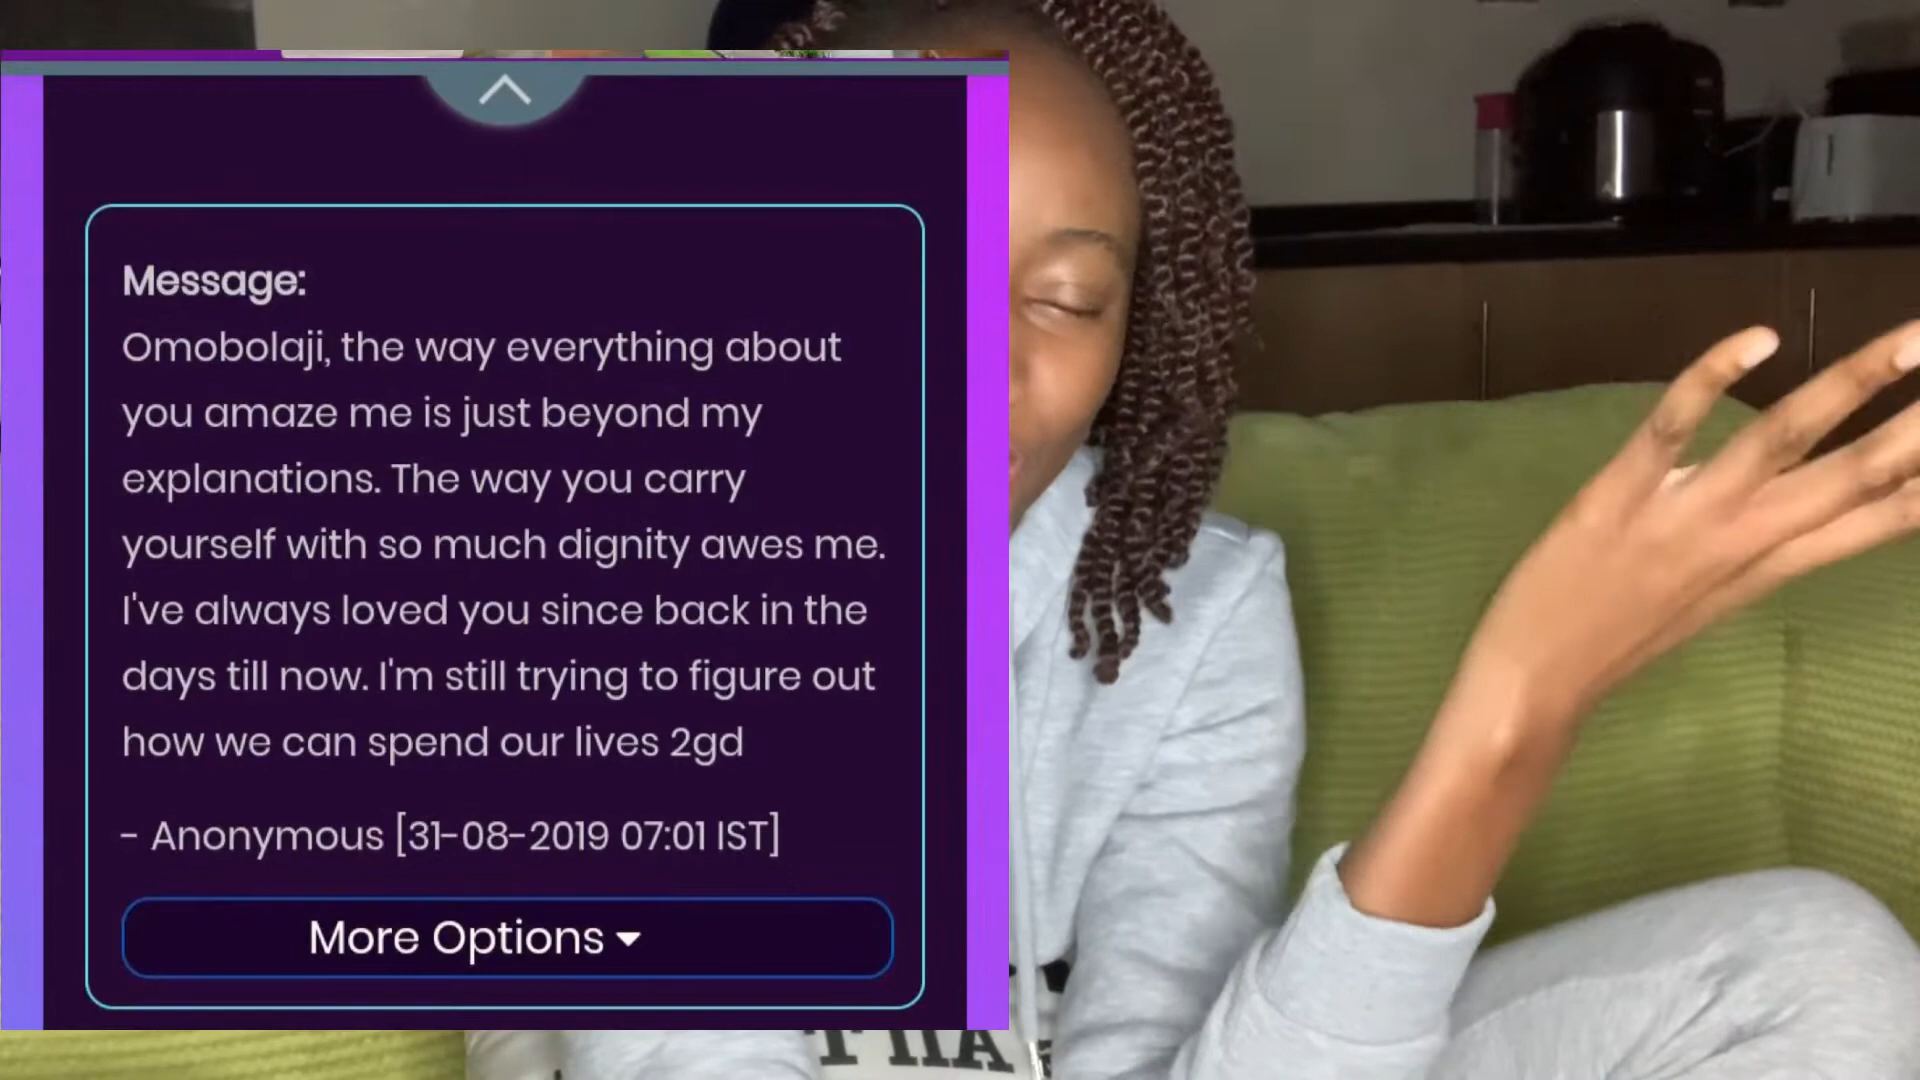 Message:
Omobolaji, the way everything about
you amaze me is just beyond my
explanations. The way you carry
yourself with so much dignity awes me.
I've always loved you since back in the
days till now. I'm still trying to figure out
how we can spend our lives 2gd
- Anonymous [31-08-2019 07:01 IST]
More Options